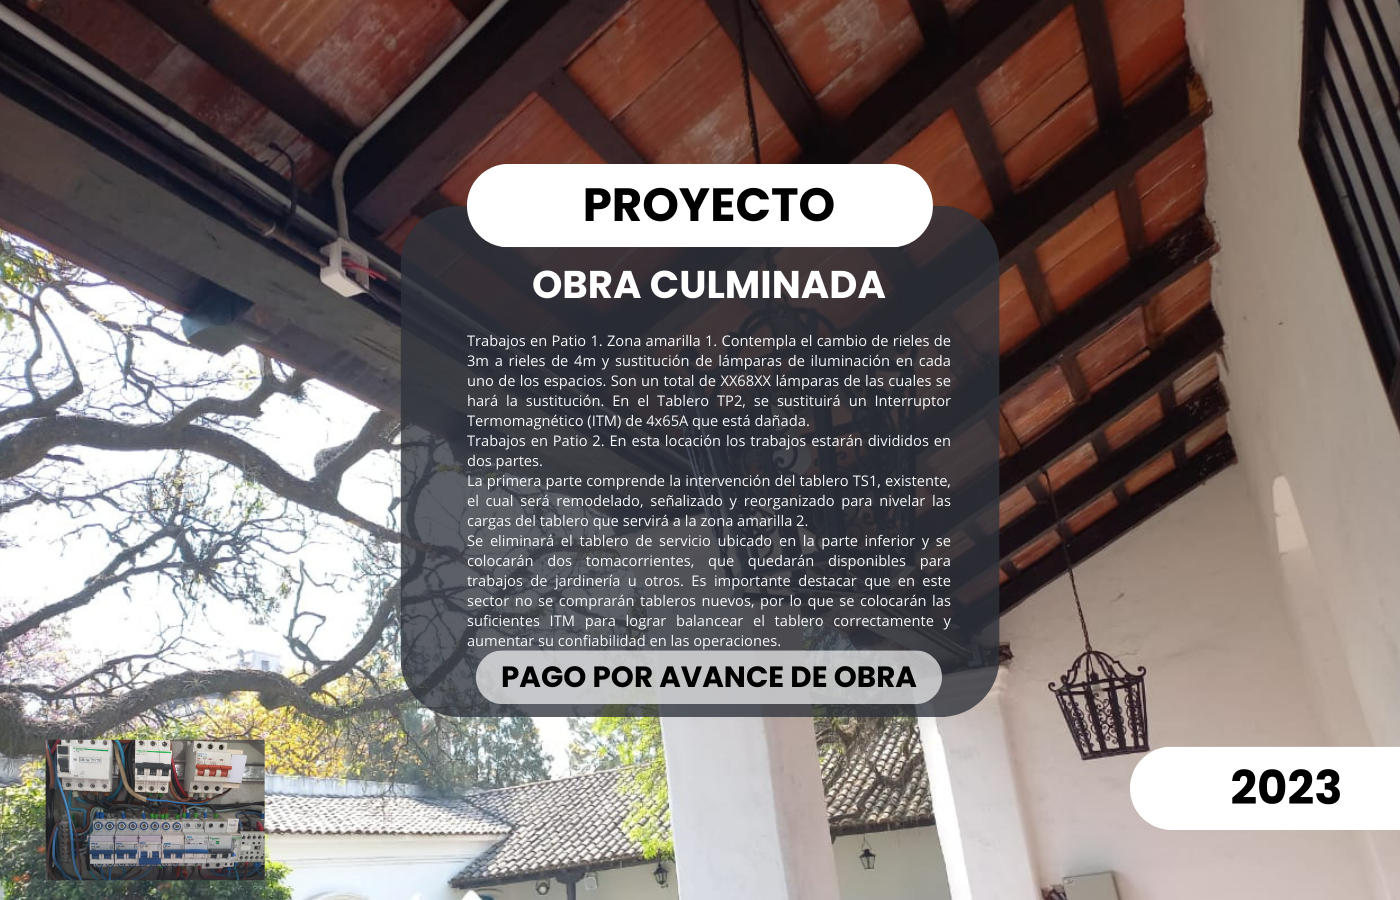 PROYECTO
OBRA CULMINADA
Trabajos en Patio 1. Zona amarilla 1. Contempla el cambio de rieles de
3m a rieles de 4m y sustitución de lámparas de iluminación en cada
uno de los espacios. Son un total de XX68XX lámparas de las cuales se
hará la sustitución. En el Tablero TP2, se sustituirá un Interruptor
Termomagnético (ITM) de 4x65A que está dañada.
Trabajos en Patio 2. En esta locación los trabajos estarán divididos en
dos partes.
La primera parte comprende la intervención del tablero TS1, existente,
el cual será remodelado, señalizado y reorganizado para nivelar las
cargas del tablero que servirá a la zona amarilla 2.
Se eliminará el tablero de servicio ubicado en la parte inferior y se
colocarán dos tomacorrientes, que quedarán disponibles para
trabajos de jardinería u otros. Es importante destacar que en este
sector no se comprarán tableros nuevos, por lo que se colocarán las
suficientes ITM para lograr balancear el tablero correctamente y
aumentar su confiabilidad en las operaciones.
PAGO POR AVANCE DE OBRA
2023